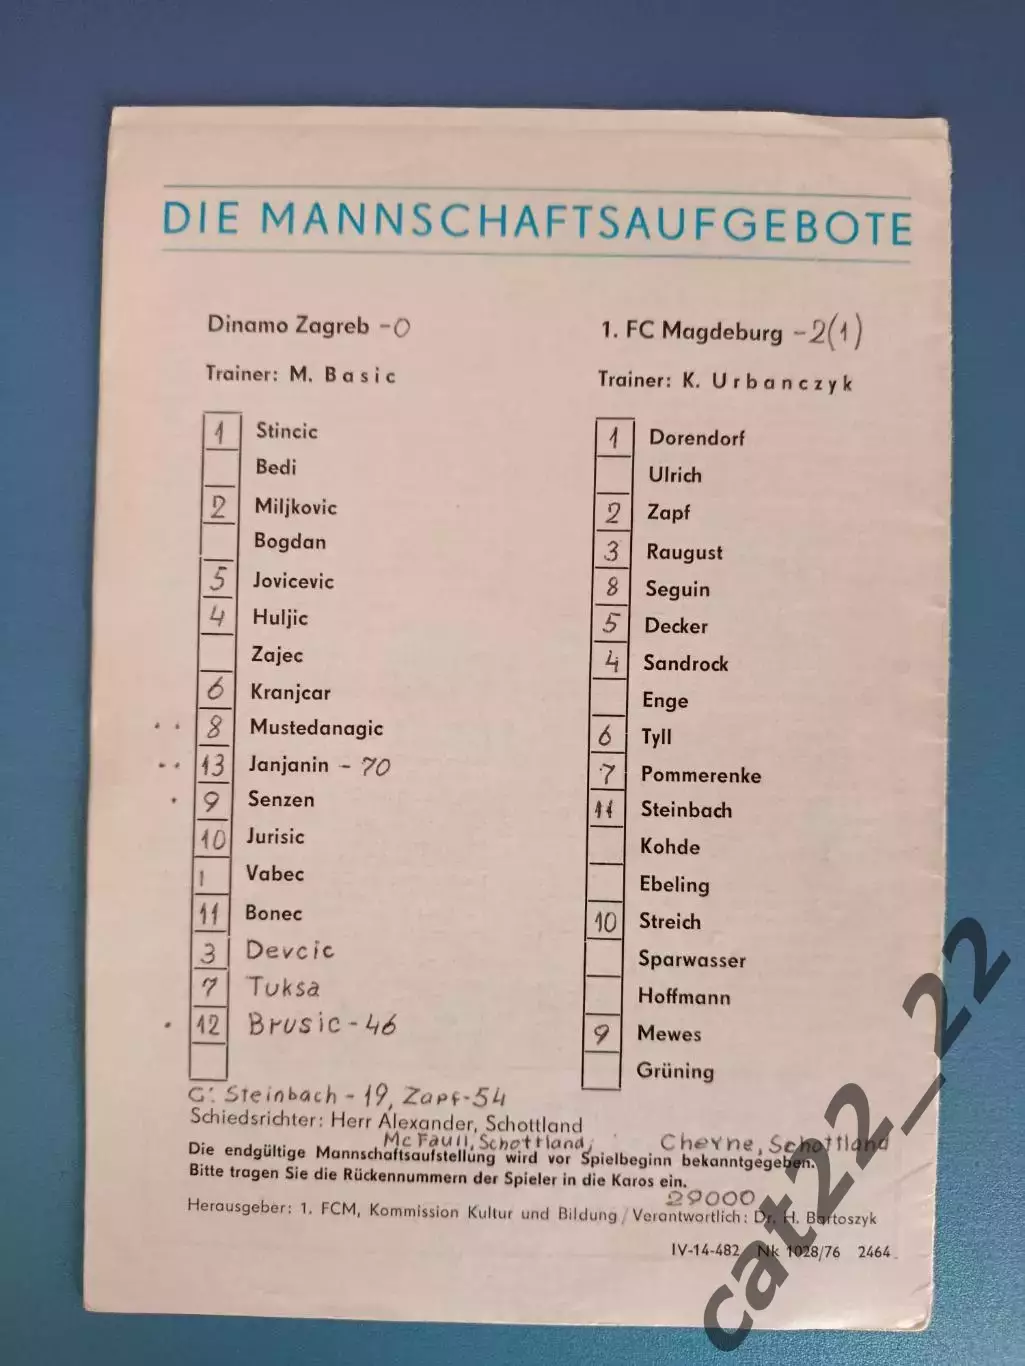 DIE MANNSCHAFTSAUFGEBOTE
Dinamo Zagreb -0
Trainer: M. Basic
1 Stincic
Bedi
2 Miljkovic
Bogdan
5 Jovicevic
4 Huljic
Zajec
6 Kranjcar
8 Mustedanagic
13 Janjanin - 70
9 Senzen
10 Jurisic
Vabec
11 Bonec
3 Devcic
7 Tuksa
12 Brusic - 46
1. FC Magdeburg - 2(1)
Trainer: K. Urbanczyk
1 Dorendorf
Ulrich
2 Zapf
3 Raugust
8 Seguin
5 Decker
4 Sandrock
Enge
6 Tyll
7 Pommerenke
11 Steinbach
Kohde
Ebeling
10 Streich
Sparwasser
Hoffmann
9 Mewes
Grüning
G: Steinbach - 19, Zapf - 54
Schiedsrichter: Herr Alexander, Schottland
Mc Faull, Schottland, Cheyne, Schottland
Die endgültige Mannschaftsaufstellung wird vor Spielbeginn bekanntgegeben.
Bitte tragen Sie die Rückennummern der Spieler in die Karos ein.
29000
Herausgeber: 1. FCM, Kommission Kultur und Bildung / Verantwortlich: Dr. H. Bartoszyk
IV-14-482 Nk 1028/76 2464
cat22_22